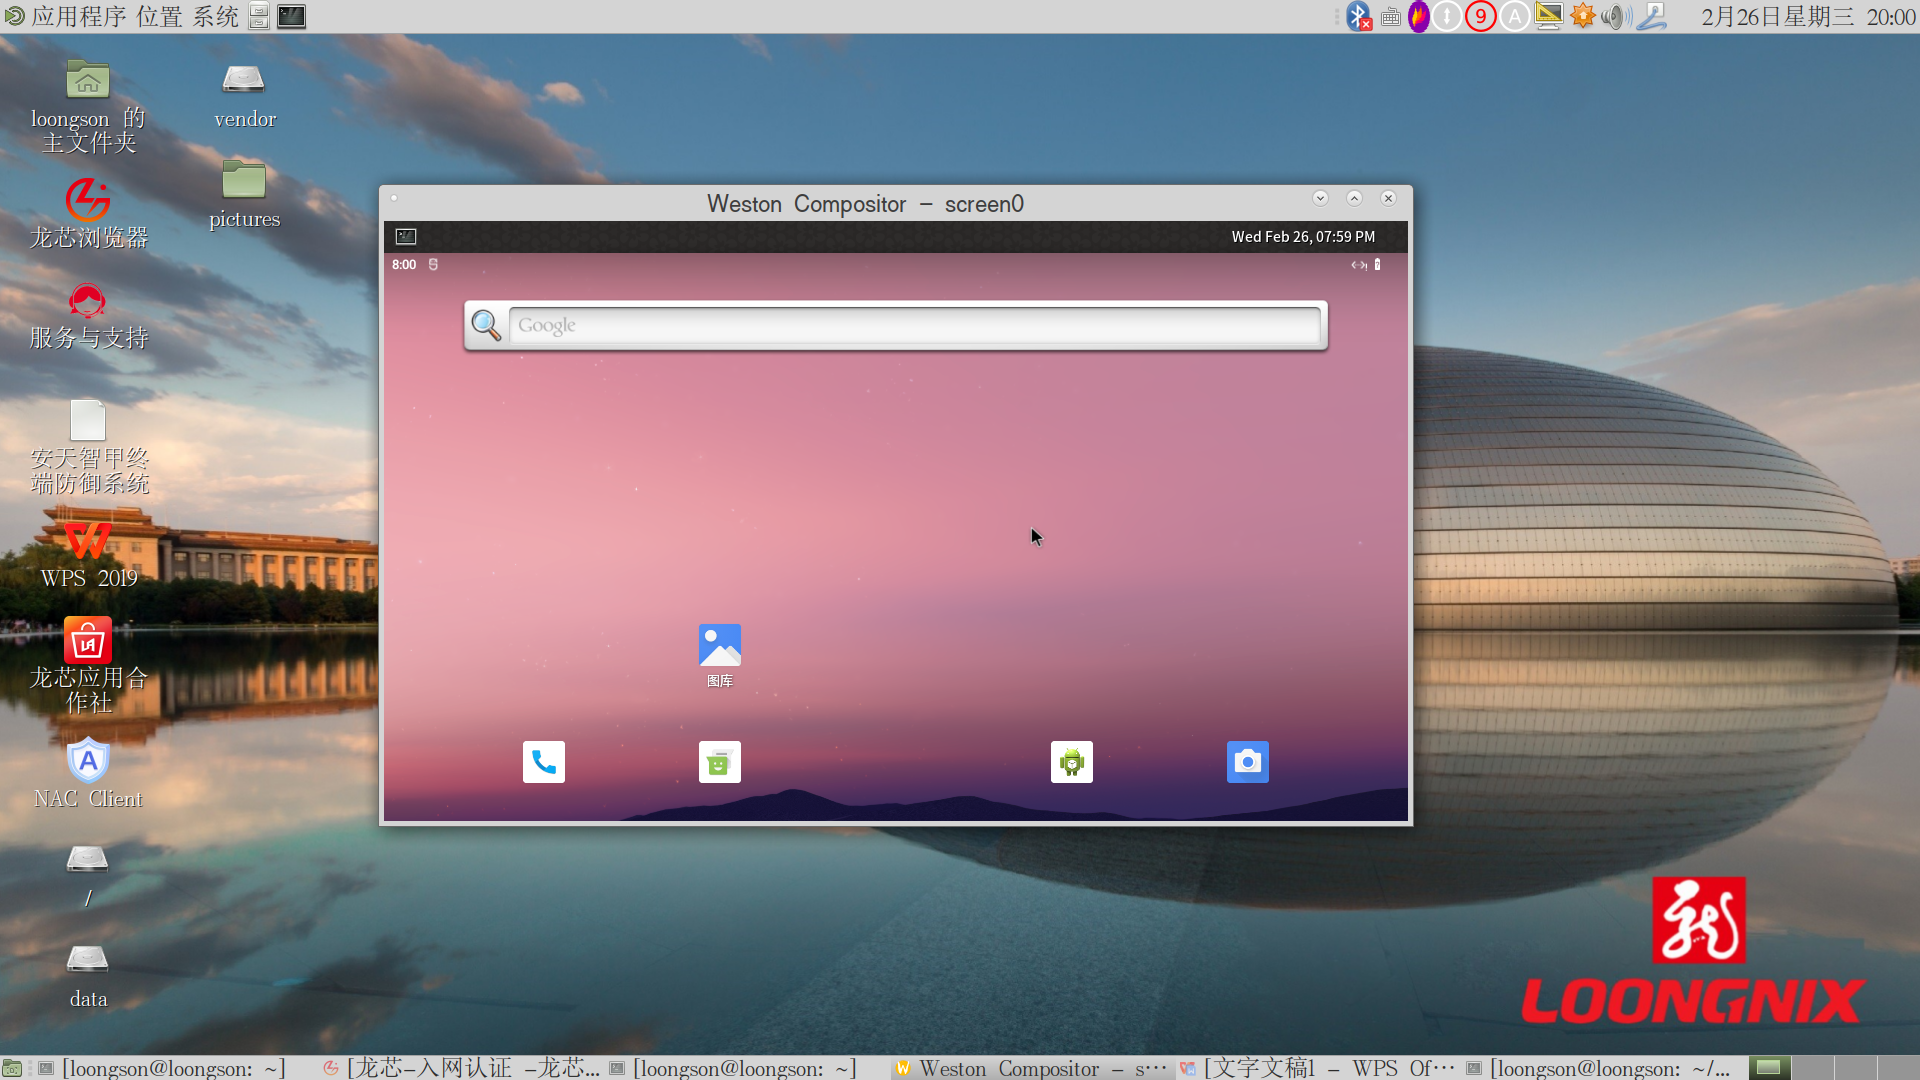 应用程序 位置 系统
9
A
2月26日星期三 20:00
loongson 的
主文件夹
vendor
龙芯浏览器
pictures
服务与支持
安天智甲终
端防御系统
WPS 2019
龙芯应用合
作社
NAC Client
/
data
Weston Compositor – screen0
Wed Feb 26, 07:59 PM
8:00
Google
图库
LOONGNIX
[loongson@loongson: ~]
[龙芯–入网认证 –龙芯...
[loongson@loongson: ~]
Weston Compositor – s···
[文字文稿1 – WPS Of···
[loongson@loongson: ~/...